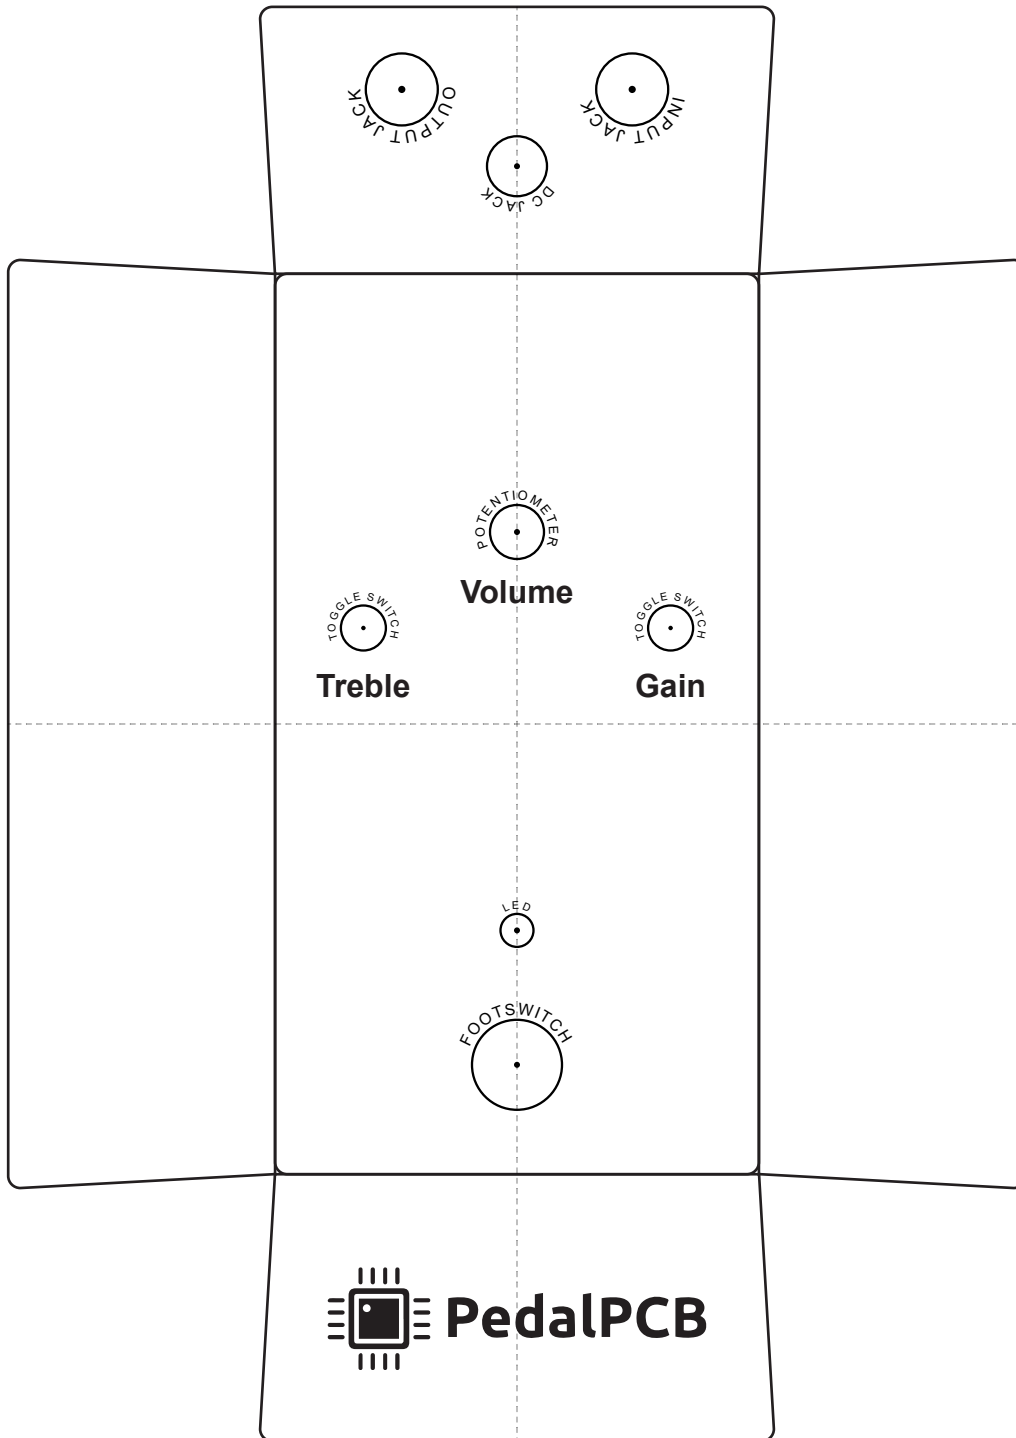 OUTPUT JACK
INPUT JACK
DC JACK
POTENTIOMETER
Volume
TOGGLE SWITCH
TOGGLE SWITCH
Treble
Gain
LED
FOOTSWITCH
PedalPCB